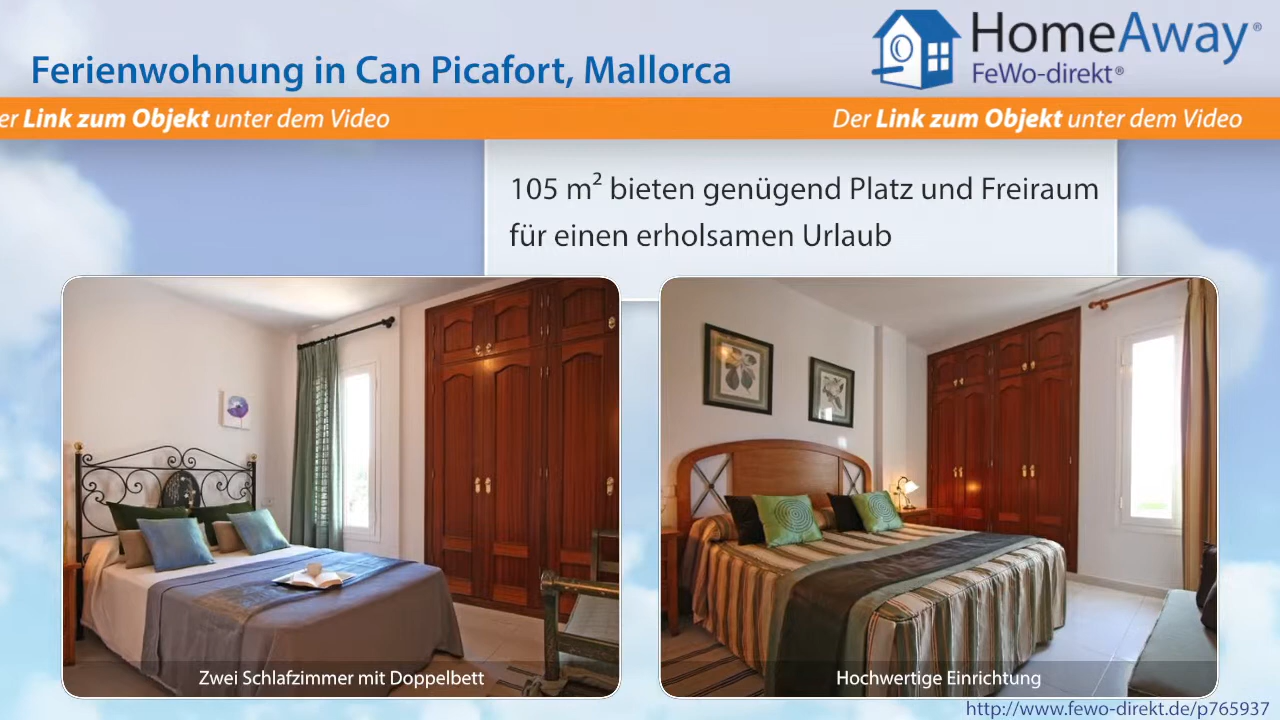 HomeAway®
FeWo-direkt®
Ferienwohnung in Can Picafort, Mallorca
er Link zum Objekt unter dem Video
Der Link zum Objekt unter dem Video
105 m² bieten genügend Platz und Freiraum
für einen erholsamen Urlaub
Zwei Schlafzimmer mit Doppelbett
Hochwertige Einrichtung
http://www.fewo-direkt.de/p765937